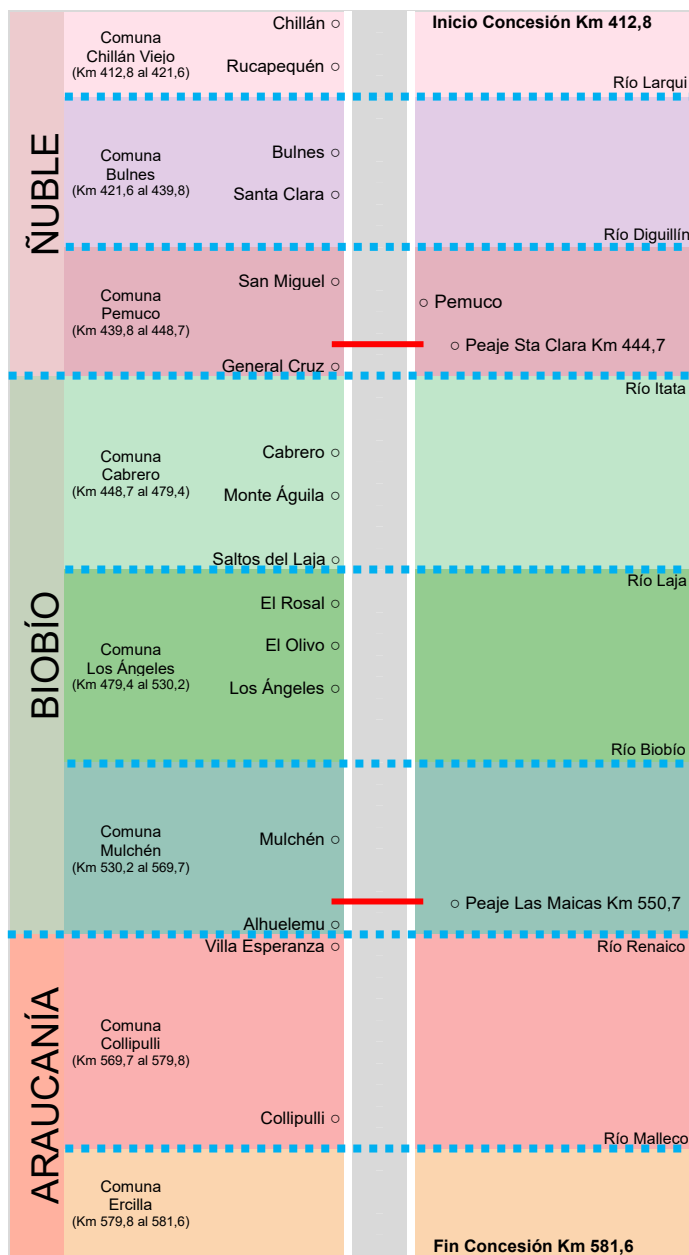 ÑUBLE
Comuna
Chillán Viejo
(Km 412,8 al 421,6)
Chillán
Rucapequén
Inicio Concesión Km 412,8
Río Larqui
Comuna
Bulnes
(Km 421,6 al 439,8)
Bulnes
Santa Clara
Río Diguillín
Comuna
Pemuco
(Km 439,8 al 448,7)
San Miguel
Pemuco
Peaje Sta Clara Km 444,7
General Cruz
Río Itata
BIOBÍO
Comuna
Cabrero
(Km 448,7 al 479,4)
Cabrero
Monte Águila
Saltos del Laja
Río Laja
Comuna
Los Ángeles
(Km 479,4 al 530,2)
El Rosal
El Olivo
Los Ángeles
Río Biobío
Comuna
Mulchén
(Km 530,2 al 569,7)
Mulchén
Peaje Las Maicas Km 550,7
Alhuelemu
Río Renaico
ARAUCANÍA
Villa Esperanza
Comuna
Collipulli
(Km 569,7 al 579,8)
Collipulli
Río Malleco
Comuna
Ercilla
(Km 579,8 al 581,6)
Fin Concesión Km 581,6